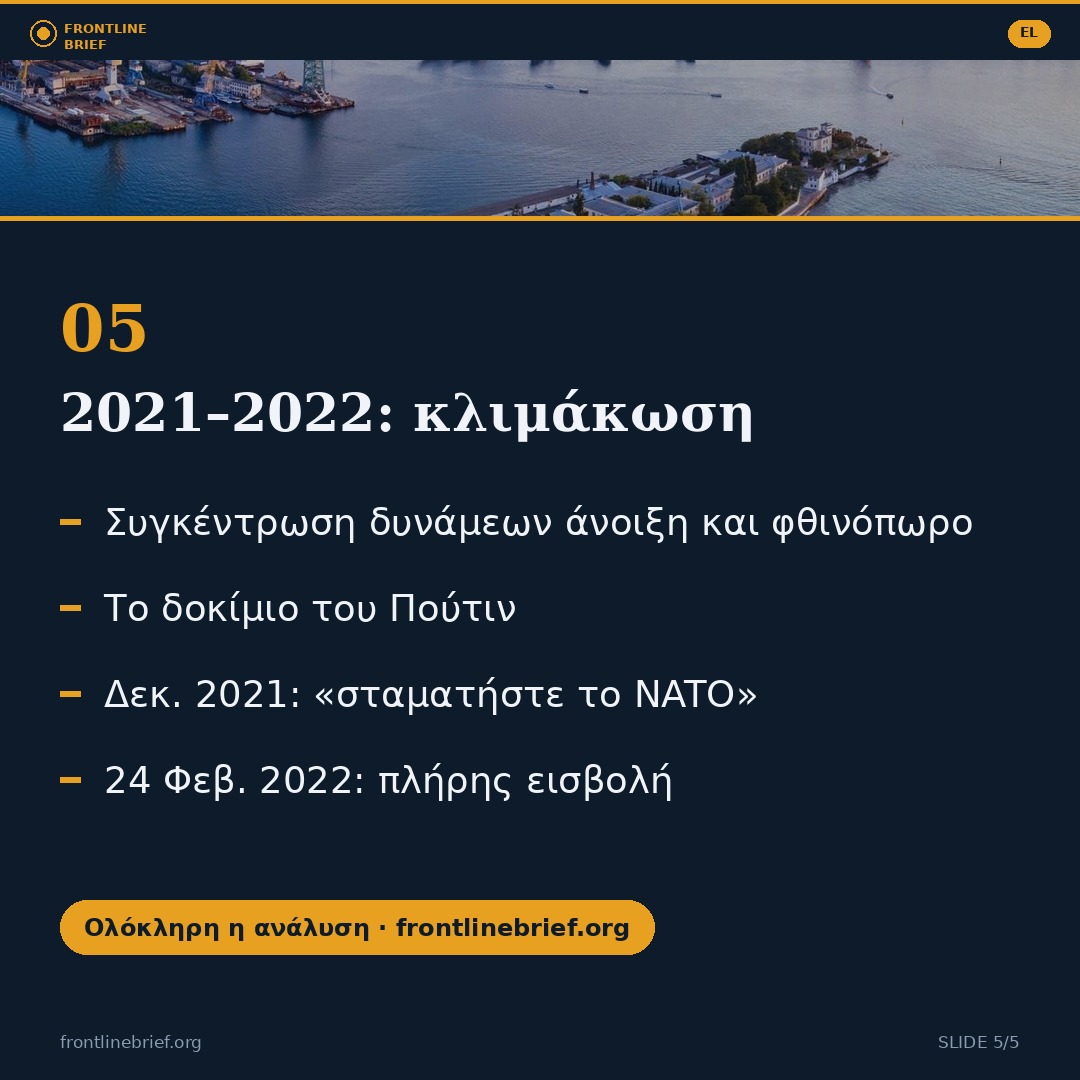 FRONTLINE
BRIEF
EL
05
2021–2022: κλιμάκωση
Συγκέντρωση δυνάμεων άνοιξη και φθινόπωρο
Το δοκίμιο του Πούτιν
Δεκ. 2021: «σταματήστε το ΝΑΤΟ»
24 Φεβ. 2022: πλήρης εισβολή
Ολόκληρη η ανάλυση · frontlinebrief.org
frontlinebrief.org
SLIDE 5/5